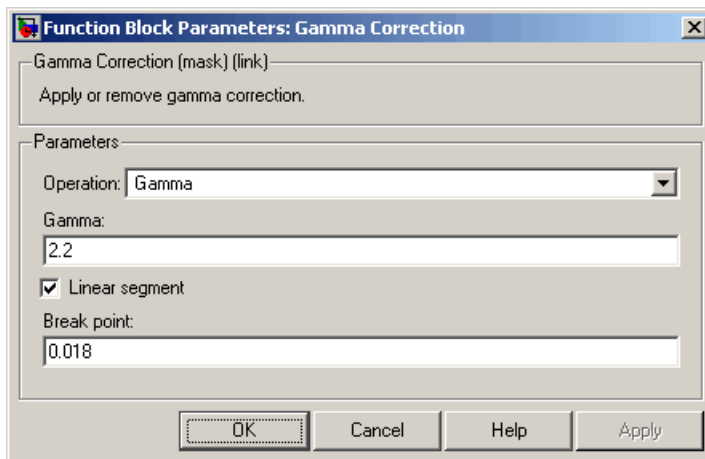 Function Block Parameters: Gamma Correction
Gamma Correction (mask) (link)
Apply or remove gamma correction.
Parameters
Operation: Gamma
Gamma:
2.2
Linear segment
Break point:
0.018
OK Cancel Help Apply